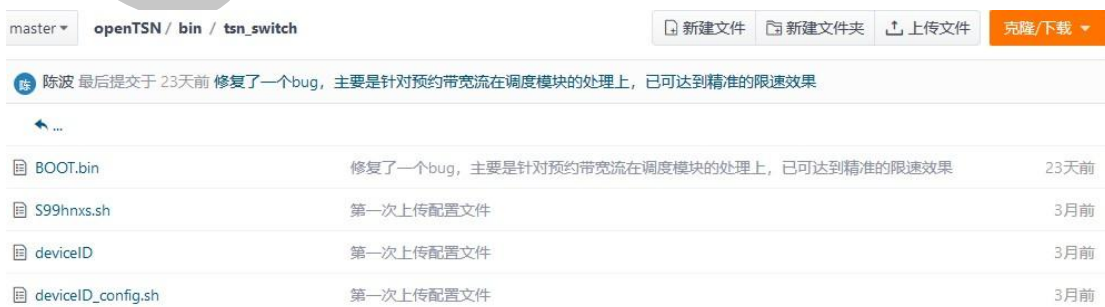 master openTSN / bin / tsn_switch 新建文件 新建文件夹 上传文件 克隆/下载
陈 陈波 最后提交于 23天前 修复了一个bug，主要是针对预约带宽流在调度模块的处理上，已可达到精准的限速效果
...
BOOT.bin 修复了一个bug，主要是针对预约带宽流在调度模块的处理上，已可达到精准的限速效果 23天前
S99hnxs.sh 第一次上传配置文件 3月前
deviceID 第一次上传配置文件 3月前
deviceID_config.sh 第一次上传配置文件 3月前